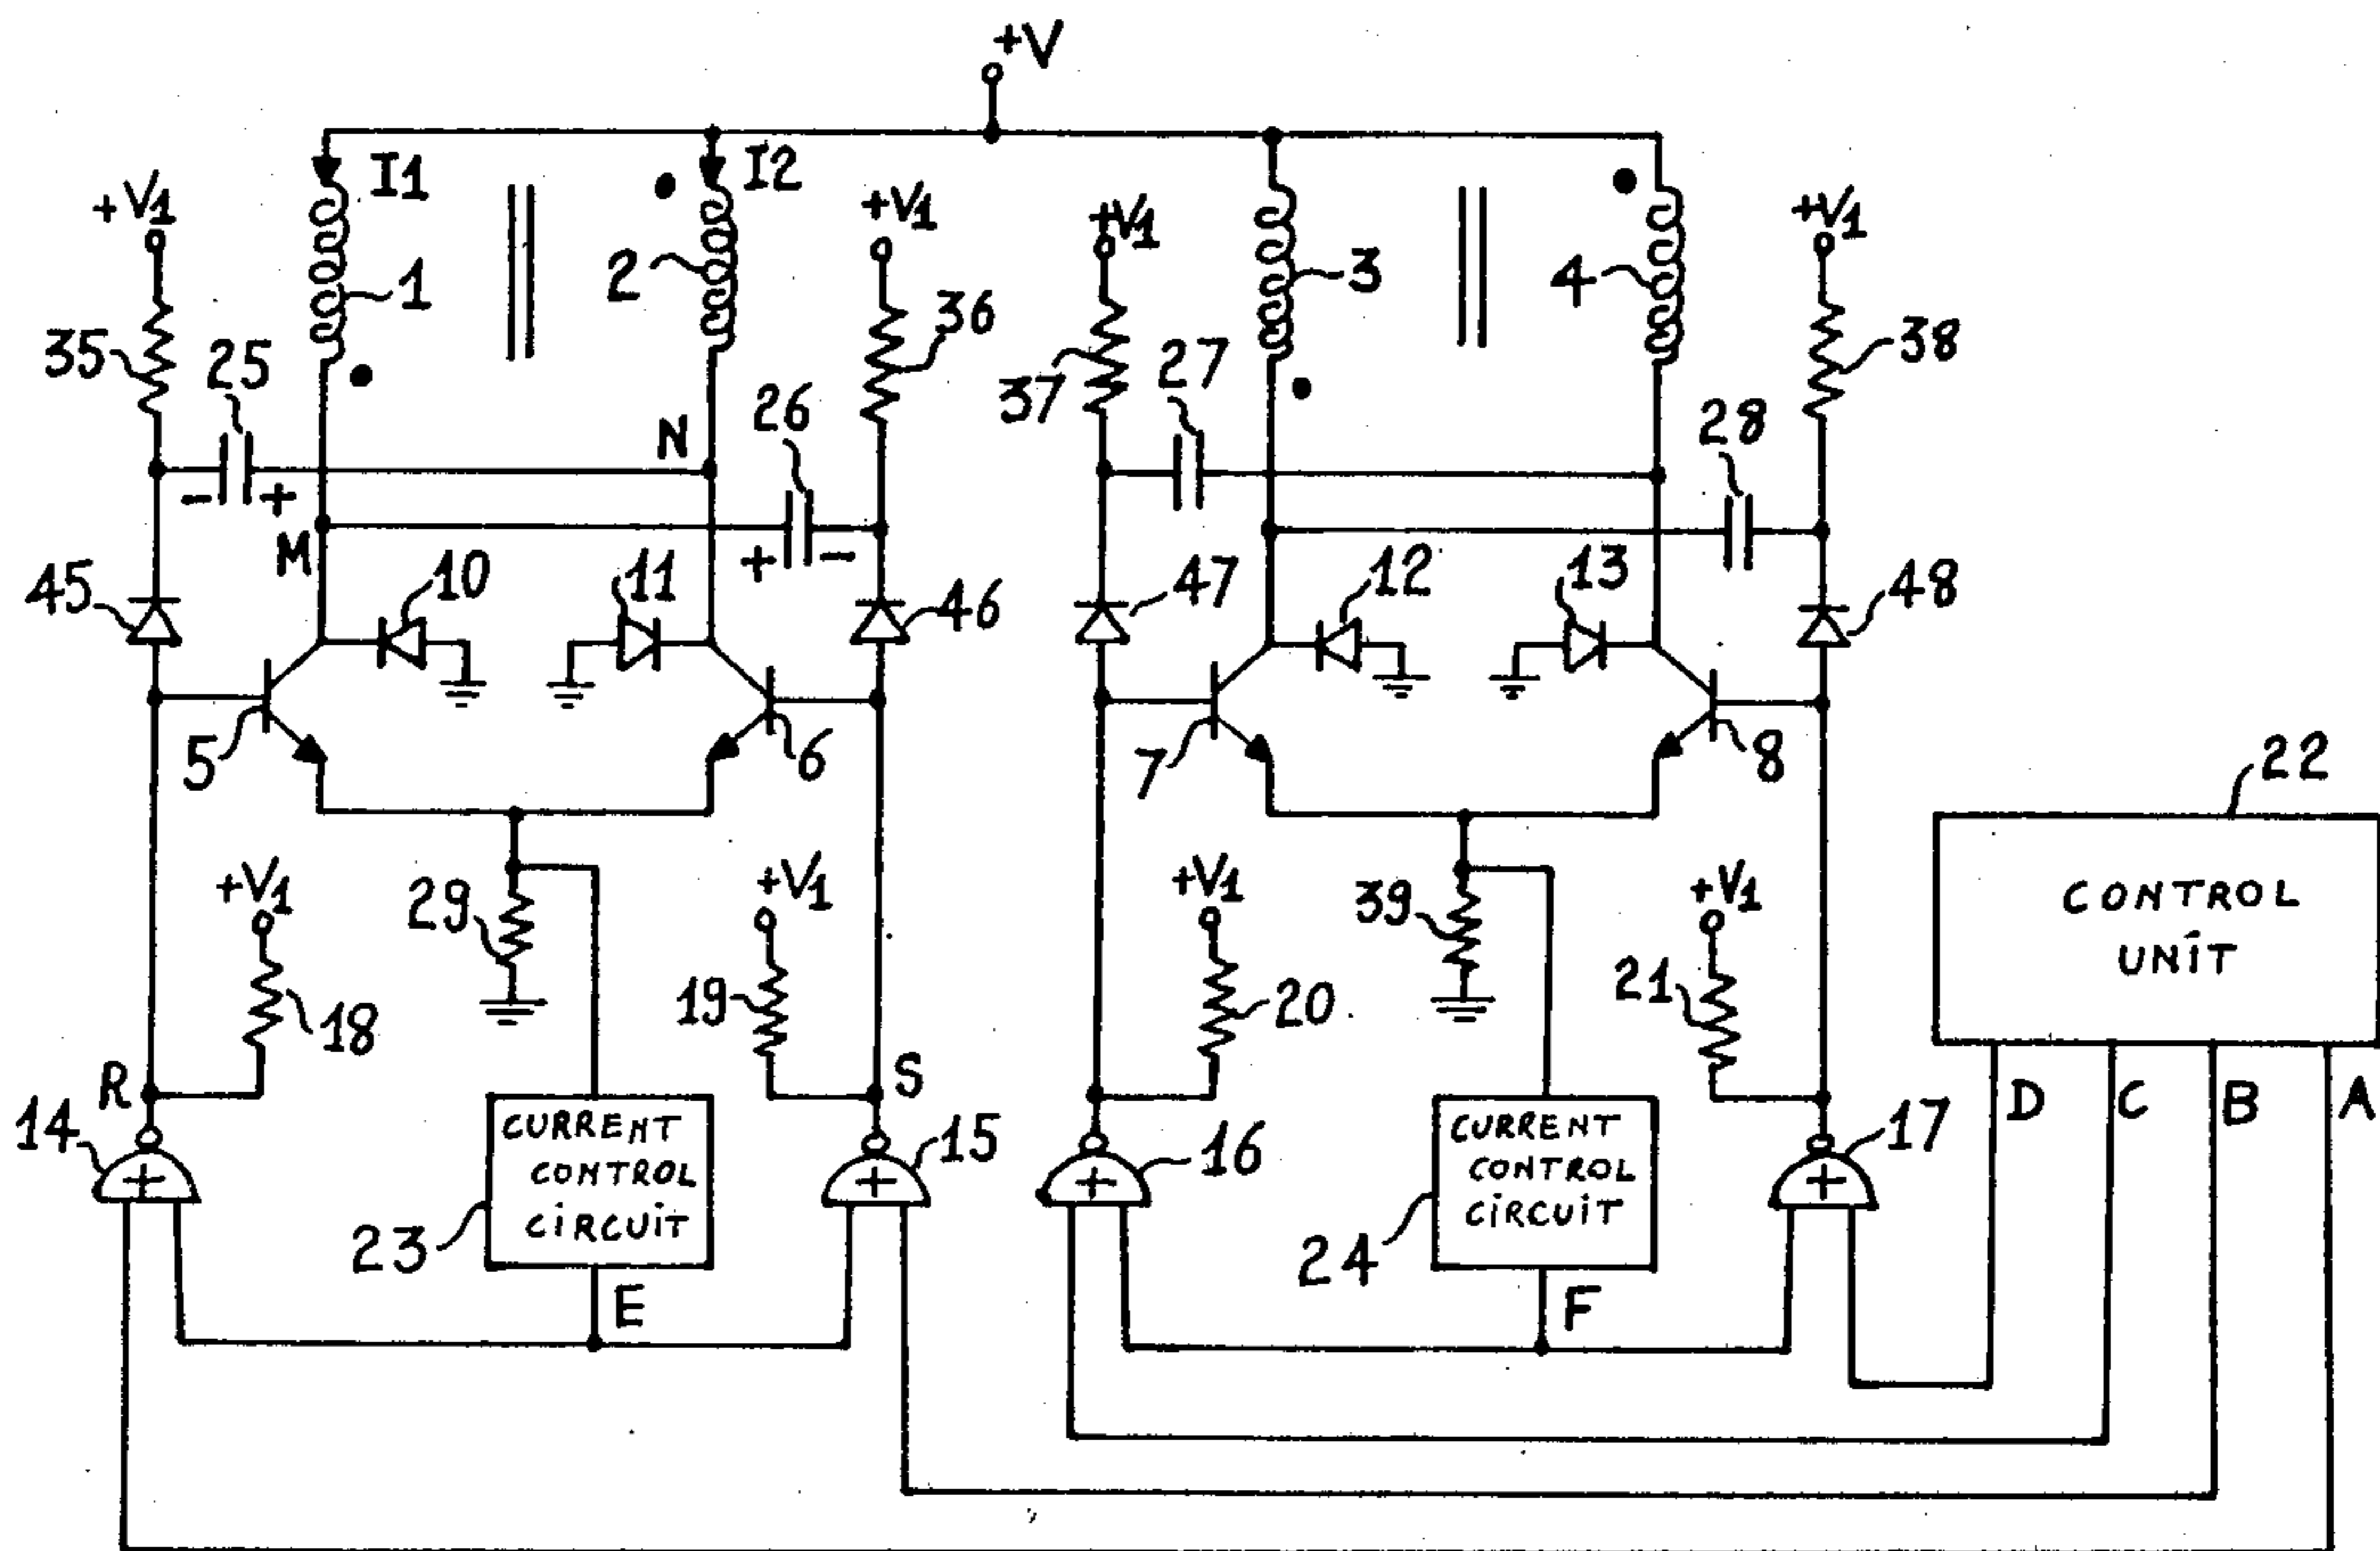 +V
I1
I2
+V1
+V1
+V1
+V1
1
2
3
4
35
25
36
37
27
38
26
28
N
M
- +
+ -
45
10
11
46
47
12
13
48
5
6
7
8
22
CONTROL
UNIT
+V1
29
+V1
+V1
39
+V1
18
19
20
21
R
S
D
C
B
A
14
CURRENT
CONTROL
CIRCUIT
15
16
CURRENT
CONTROL
CIRCUIT
17
+
+
+
+
23
24
E
F